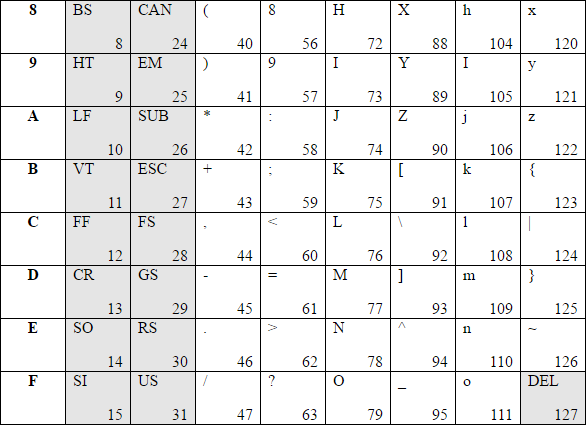 8 BS CAN ( 8 H X h x
8 24 40 56 72 88 104 120
9 HT EM ) 9 I Y I y
9 25 41 57 73 89 105 121
A LF SUB * : J Z j z
10 26 42 58 74 90 106 122
B VT ESC + ; K [ k {
11 27 43 59 75 91 107 123
C FF FS , < L \ l |
12 28 44 60 76 92 108 124
D CR GS - = M ] m }
13 29 45 61 77 93 109 125
E SO RS . > N ^ n ~
14 30 46 62 78 94 110 126
F SI US / ? O _ o DEL
15 31 47 63 79 95 111 127